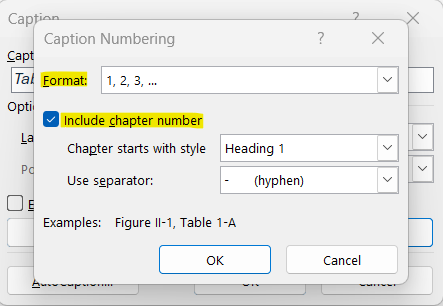 Caption ? ×
Caption Numbering ? ×
Capt
Format: 1, 2, 3, ...
Tab
Optio
Include chapter number
La
Chapter starts with style Heading 1
Po
Use separator: - (hyphen)
E
Examples: Figure II-1, Table 1-A
OK Cancel
AutoCaption... OK Cancel